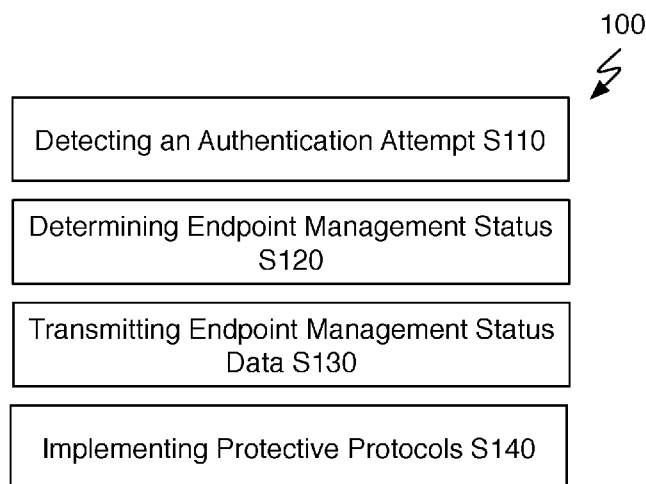 100
Detecting an Authentication Attempt S110
Determining Endpoint Management Status
S120
Transmitting Endpoint Management Status
Data S130
Implementing Protective Protocols S140